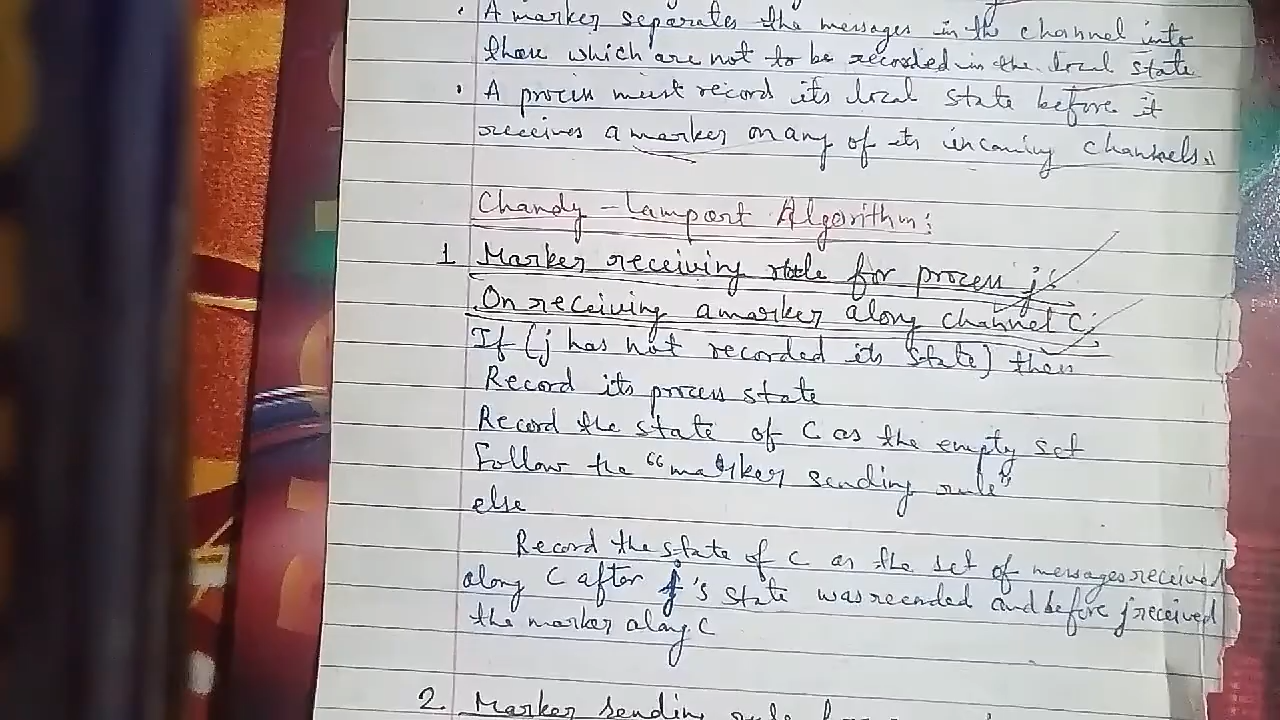 • A marker separates the messages in the channel into
those which are not to be recorded in the local state
• A process must record its local state before it
receives a marker on any of its incoming channels.
Chandy - Lamport Algorithm:
1 Marker receiving rule for process j:
On receiving a marker along channel C:
If (j has not recorded its state) then
Record its process state
Record the state of C as the empty set
Follow the "marker sending rule"
else
Record the state of C as the set of messages received
along C after j's state was recorded and before j received
the marker along C
2. Marker sending rule